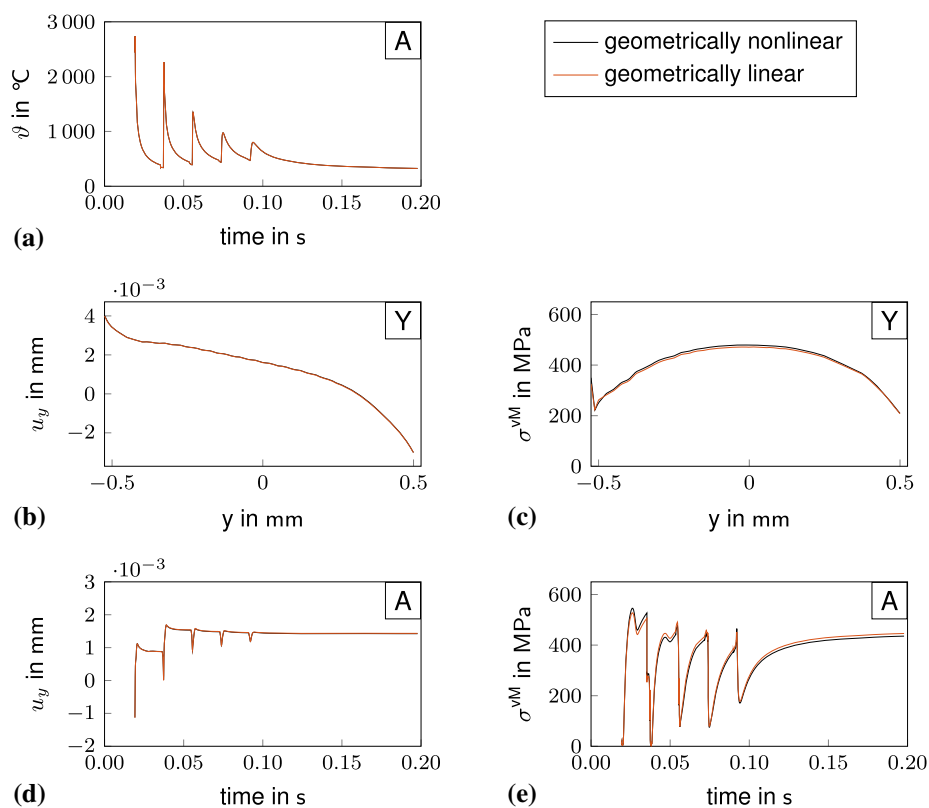 3 000
2 000
1 000
0
ϑ in °C
A
0.00 0.05 0.10 0.15 0.20
time in s
(a)
geometrically nonlinear
geometrically linear
·10⁻³
4
2
0
−2
u_y in mm
Y
−0.5 0 0.5
y in mm
(b)
600
400
200
0
σ^vM in MPa
Y
−0.5 0 0.5
y in mm
(c)
·10⁻³
3
2
1
0
−1
−2
u_y in mm
A
0.00 0.05 0.10 0.15 0.20
time in s
(d)
600
400
200
0
σ^vM in MPa
A
0.00 0.05 0.10 0.15 0.20
time in s
(e)